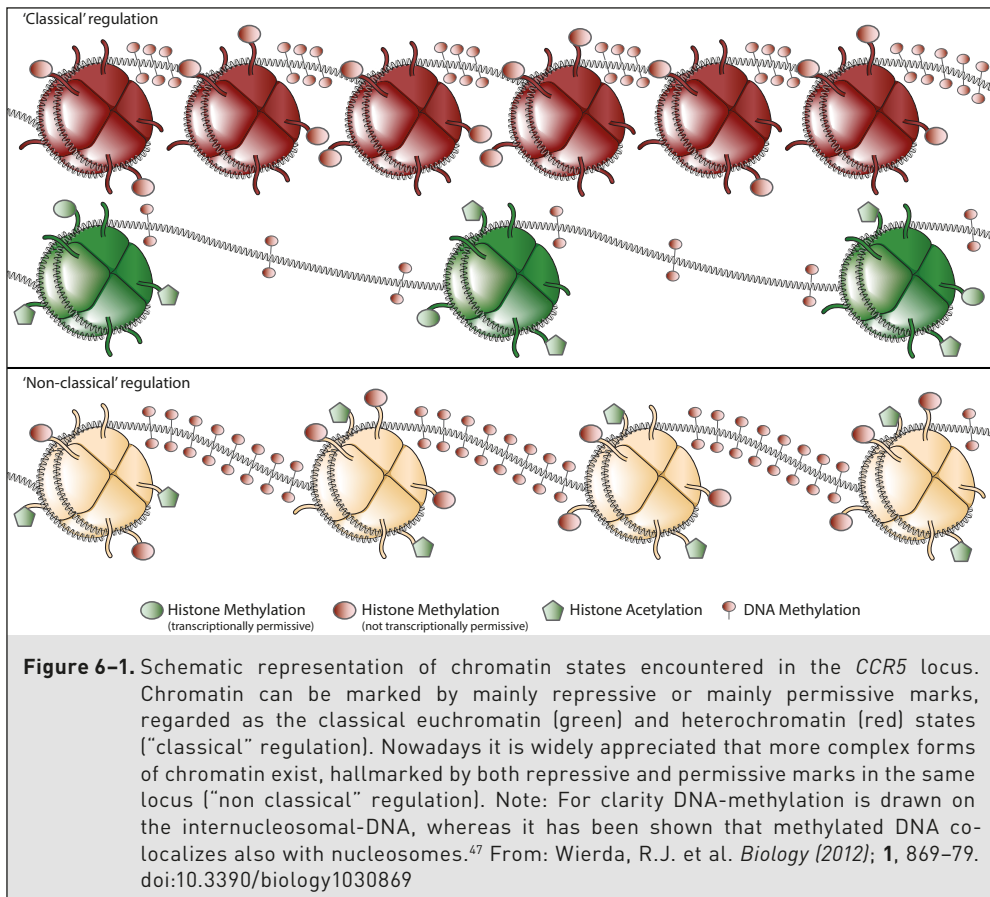 'Classical' regulation
'Non-classical' regulation
Histone Methylation
(transcriptionally permissive)
Histone Methylation
(not transcriptionally permissive)
Histone Acetylation
DNA Methylation
Figure 6–1. Schematic representation of chromatin states encountered in the CCR5 locus.
Chromatin can be marked by mainly repressive or mainly permissive marks,
regarded as the classical euchromatin (green) and heterochromatin (red) states
("classical" regulation). Nowadays it is widely appreciated that more complex forms
of chromatin exist, hallmarked by both repressive and permissive marks in the same
locus ("non classical" regulation). Note: For clarity DNA-methylation is drawn on
the internucleosomal-DNA, whereas it has been shown that methylated DNA co-
localizes also with nucleosomes.47 From: Wierda, R.J. et al. Biology (2012); 1, 869–79.
doi:10.3390/biology1030869